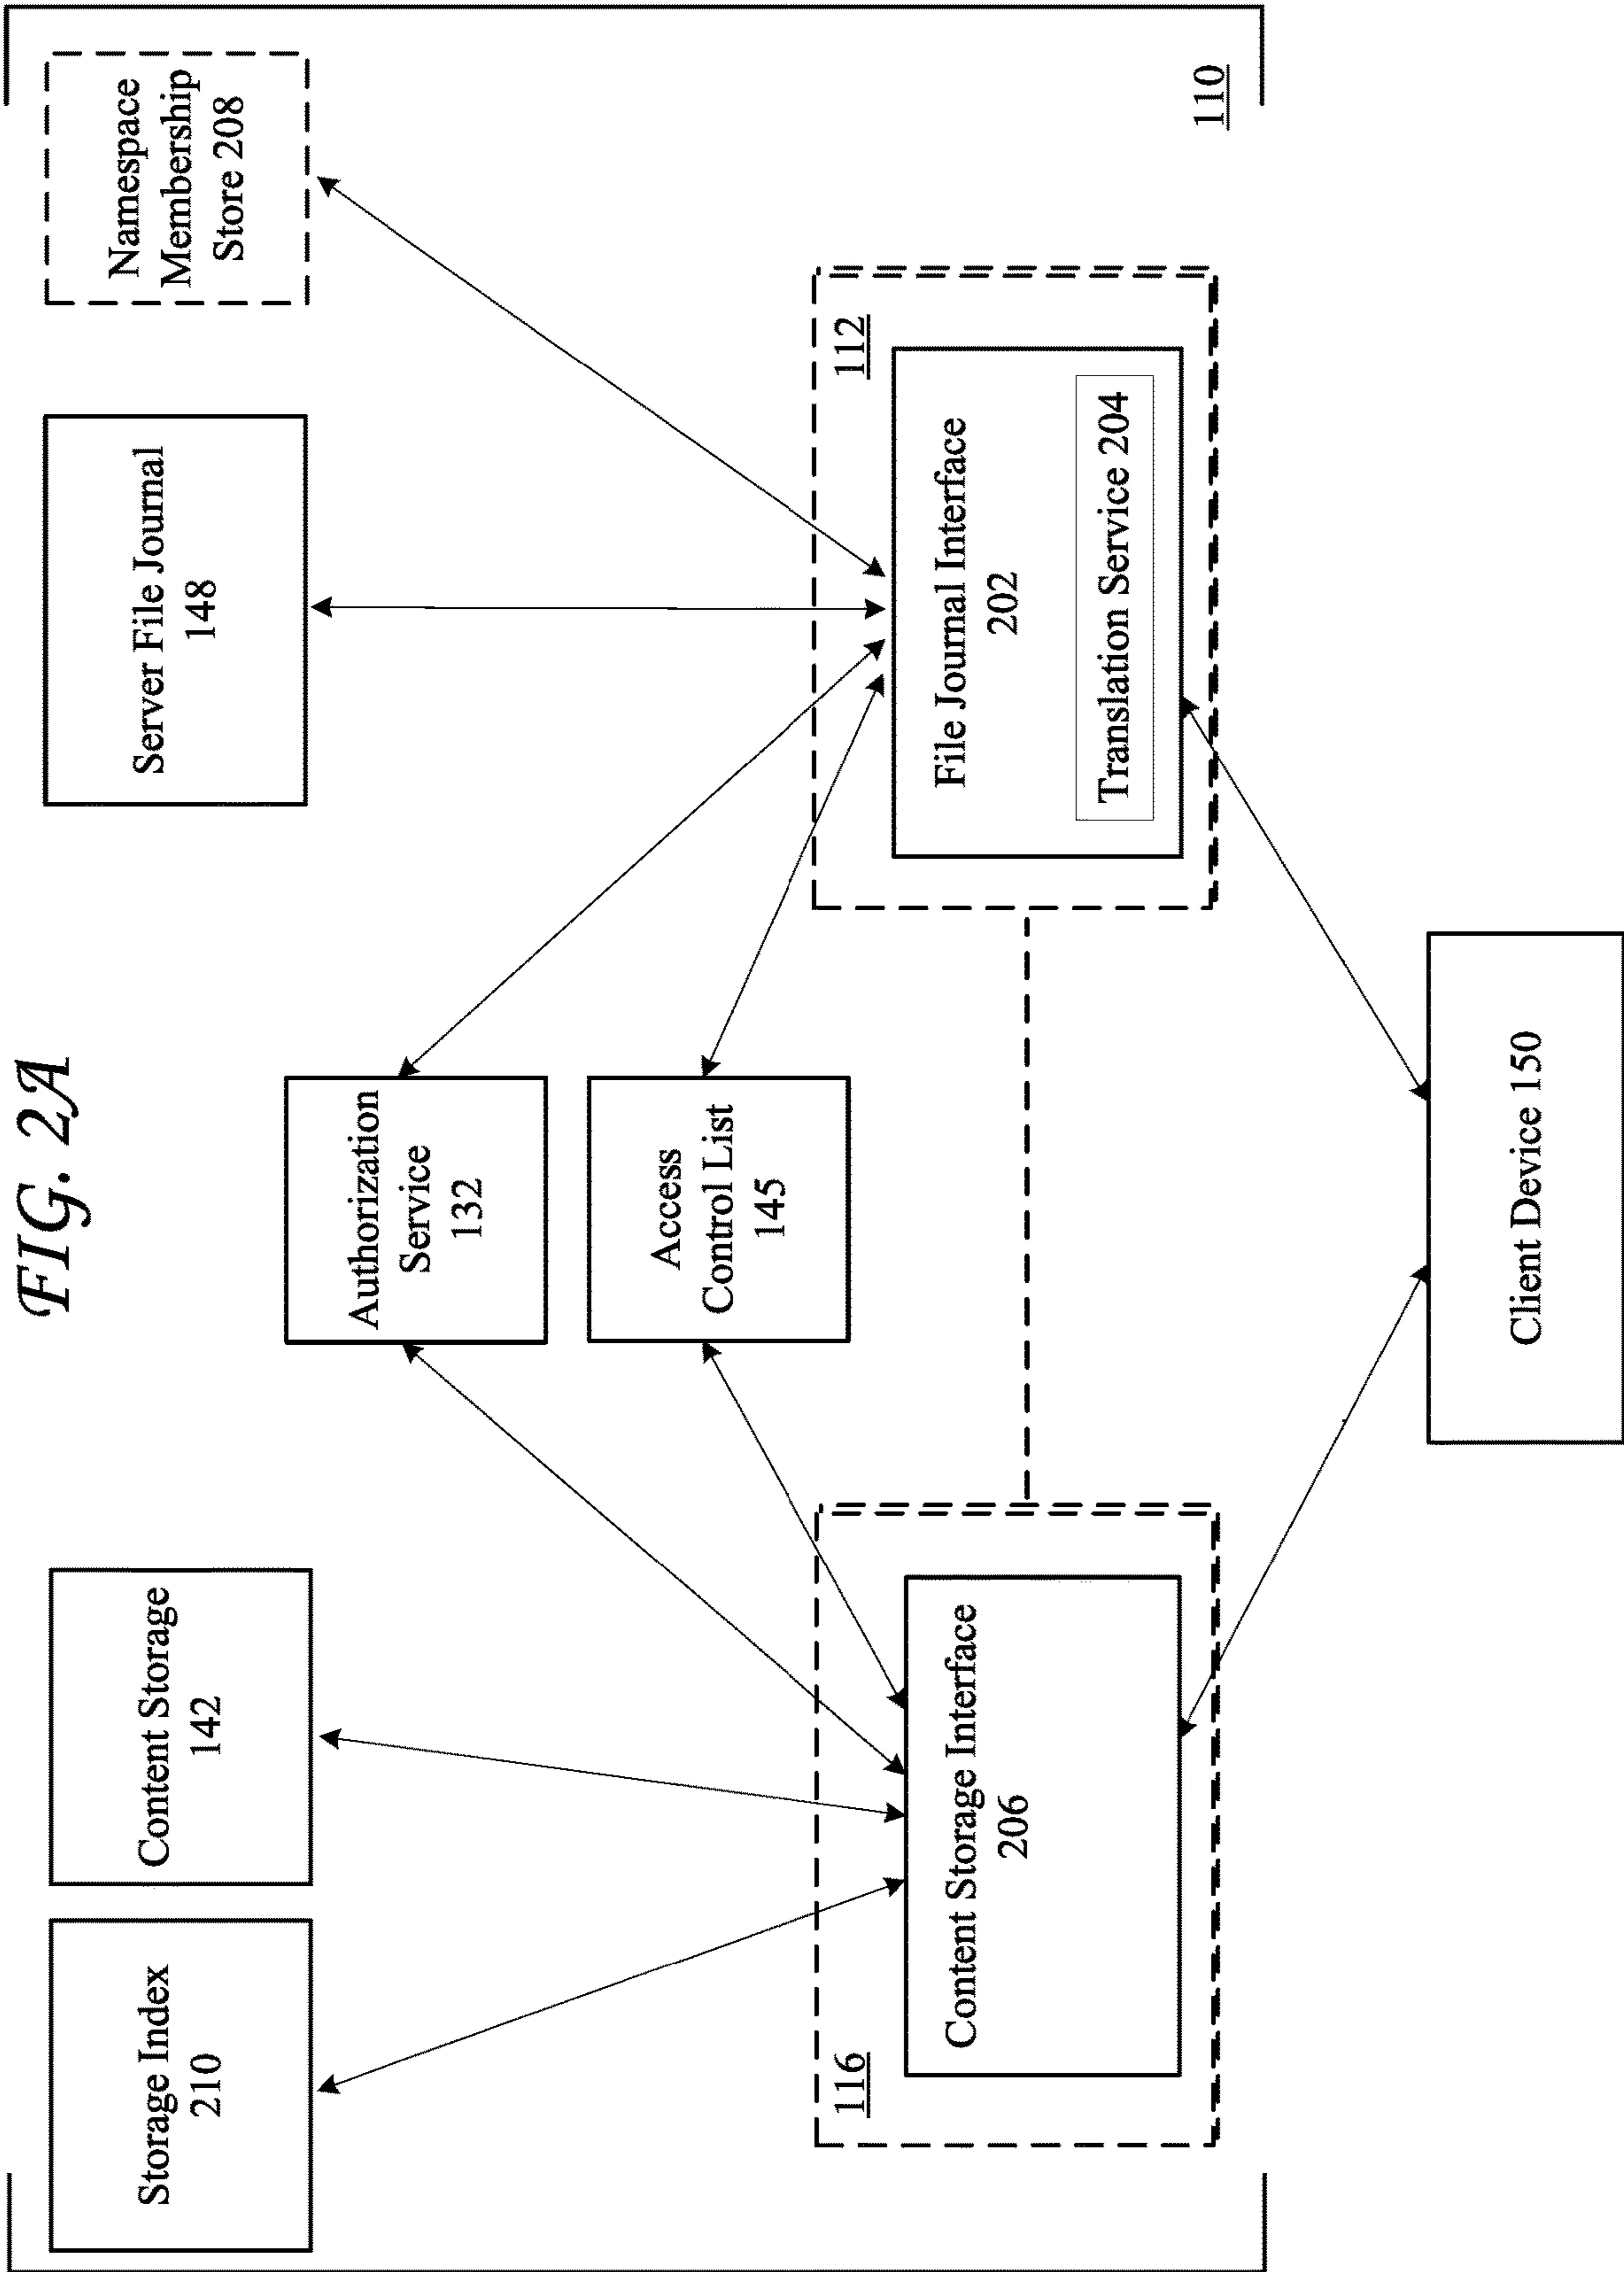 FIG. 2A
Storage Index
210
Content Storage
142
Authorization
Service
132
Access
Control List
145
Server File Journal
148
Namespace
Membership
Store 208
116
Content Storage Interface
206
112
File Journal Interface
202
Translation Service 204
110
Client Device 150